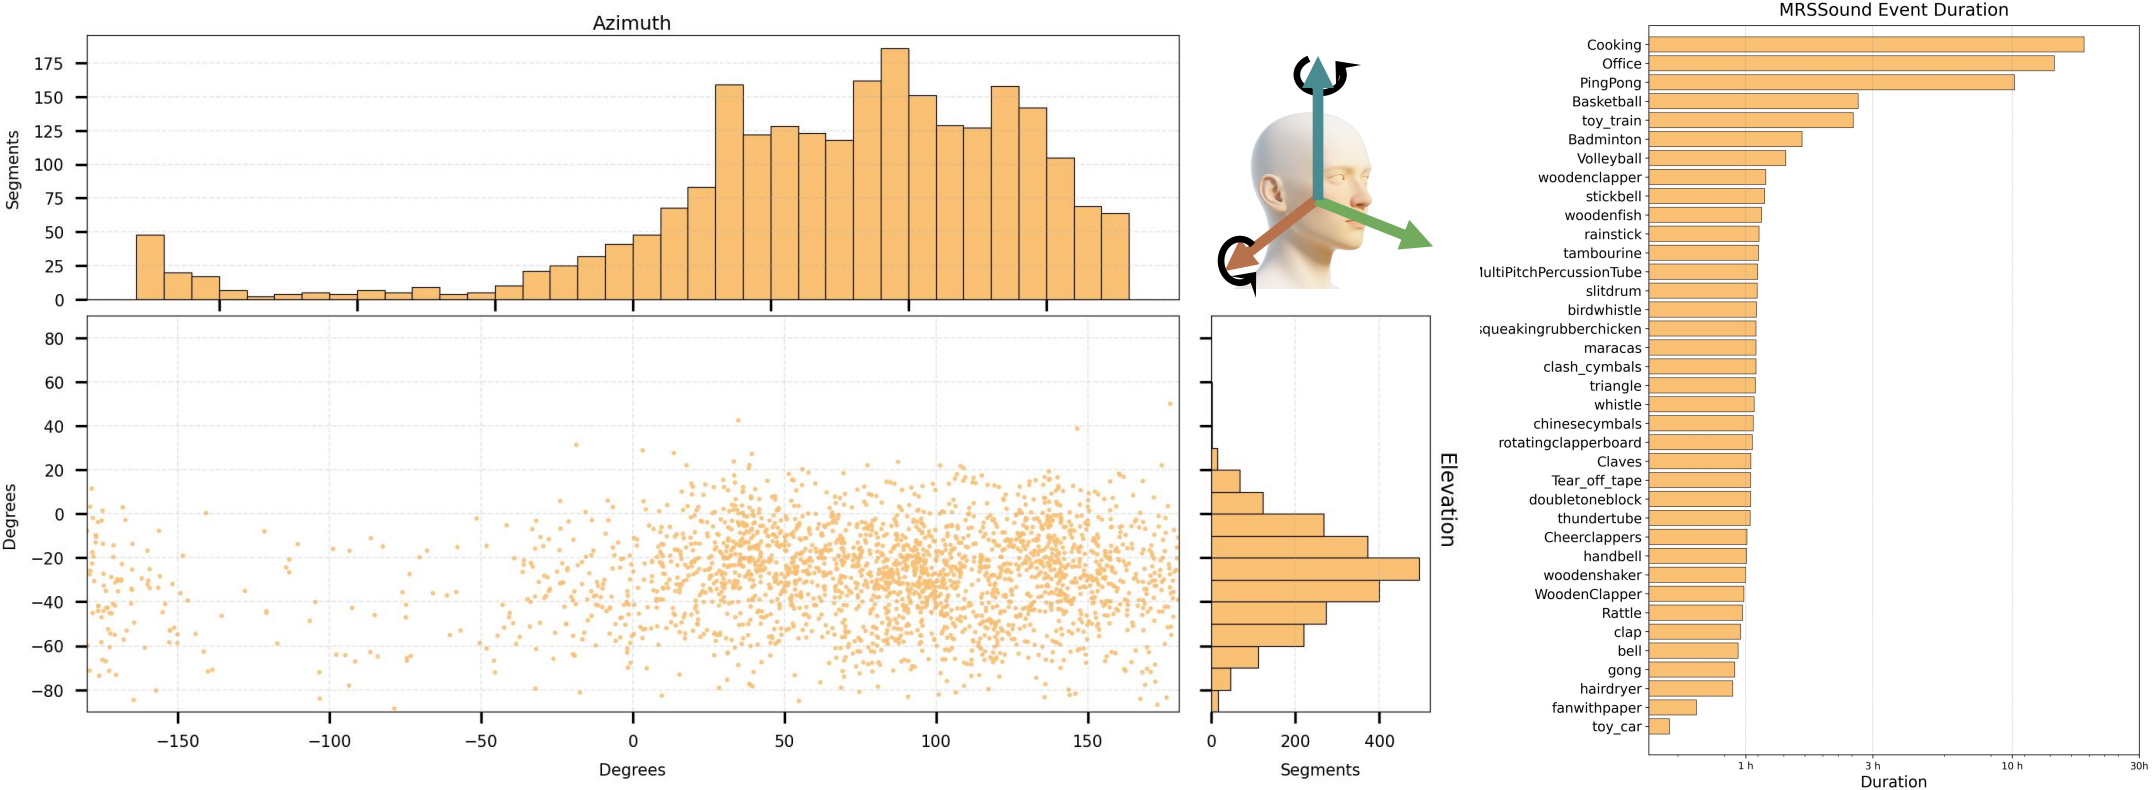 Azimuth
Segments
175
150
125
100
75
50
25
0
Degrees
80
60
40
20
0
−20
−40
−60
−80
−150
−100
−50
0
50
100
150
Degrees
Elevation
0
200
400
Segments
MRSSound Event Duration
Cooking
Office
PingPong
Basketball
toy_train
Badminton
Volleyball
woodenclapper
stickbell
woodenfish
rainstick
tambourine
ultiPitchPercussionTube
slitdrum
birdwhistle
squeakingrubberchicken
maracas
clash_cymbals
triangle
whistle
chinesecymbals
rotatingclapperboard
Claves
Tear_off_tape
doubletoneblock
thundertube
Cheerclappers
handbell
woodenshaker
WoodenClapper
Rattle
clap
bell
gong
hairdryer
fanwithpaper
toy_car
1 h
3 h
10 h
30h
Duration